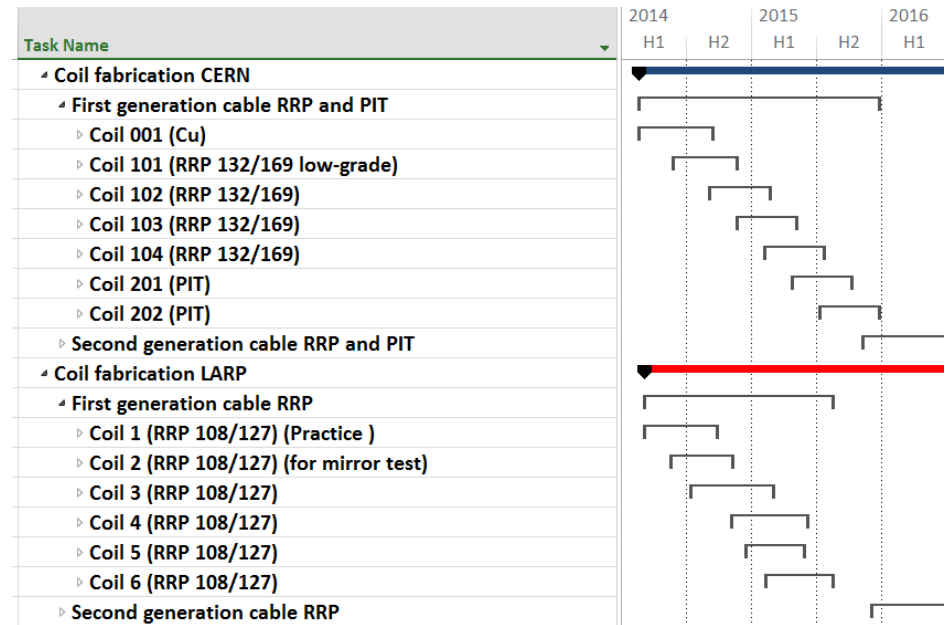 2014 2015 2016
Task Name H1 H2 H1 H2 H1
Coil fabrication CERN
First generation cable RRP and PIT
Coil 001 (Cu)
Coil 101 (RRP 132/169 low-grade)
Coil 102 (RRP 132/169)
Coil 103 (RRP 132/169)
Coil 104 (RRP 132/169)
Coil 201 (PIT)
Coil 202 (PIT)
Second generation cable RRP and PIT
Coil fabrication LARP
First generation cable RRP
Coil 1 (RRP 108/127) (Practice )
Coil 2 (RRP 108/127) (for mirror test)
Coil 3 (RRP 108/127)
Coil 4 (RRP 108/127)
Coil 5 (RRP 108/127)
Coil 6 (RRP 108/127)
Second generation cable RRP